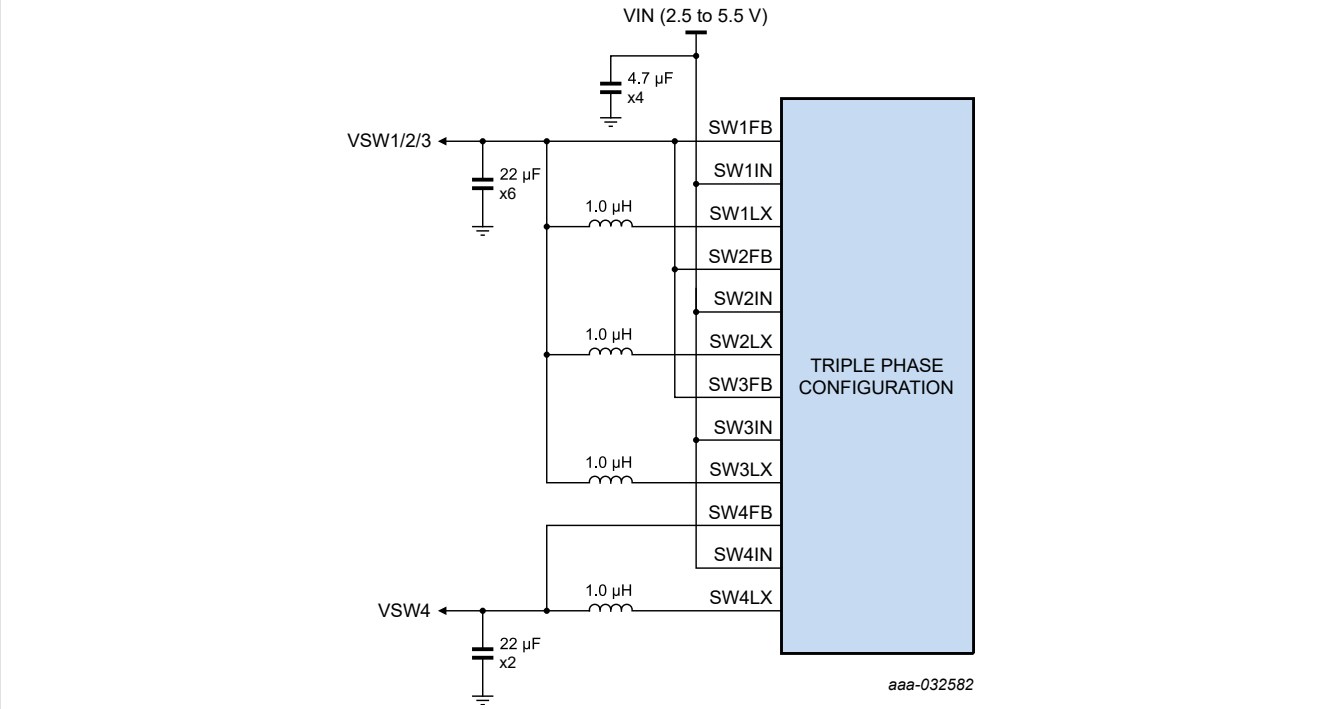 VIN (2.5 to 5.5 V)
4.7 µF
x4
VSW1/2/3
22 µF
x6
SW1FB
SW1IN
1.0 µH
SW1LX
SW2FB
SW2IN
1.0 µH
SW2LX
SW3FB
SW3IN
1.0 µH
SW3LX
SW4FB
SW4IN
1.0 µH
SW4LX
VSW4
22 µF
x2
TRIPLE PHASE
CONFIGURATION
aaa-032582